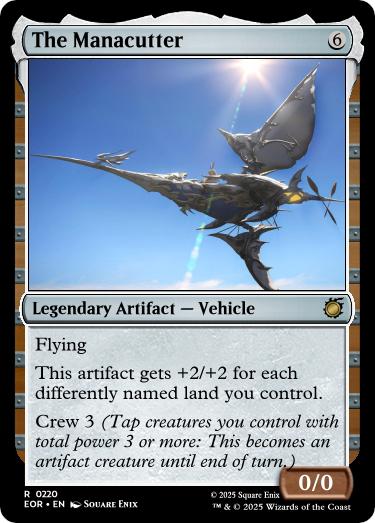 The Manacutter 6
Legendary Artifact — Vehicle
Flying
This artifact gets +2/+2 for each
differently named land you control.
Crew 3 (Tap creatures you control with
total power 3 or more: This becomes an
artifact creature until end of turn.)
0/0
R 0220
EOR • EN SQUARE ENIX
© 2025 Square Enix
™ & © 2025 Wizards of the Coast